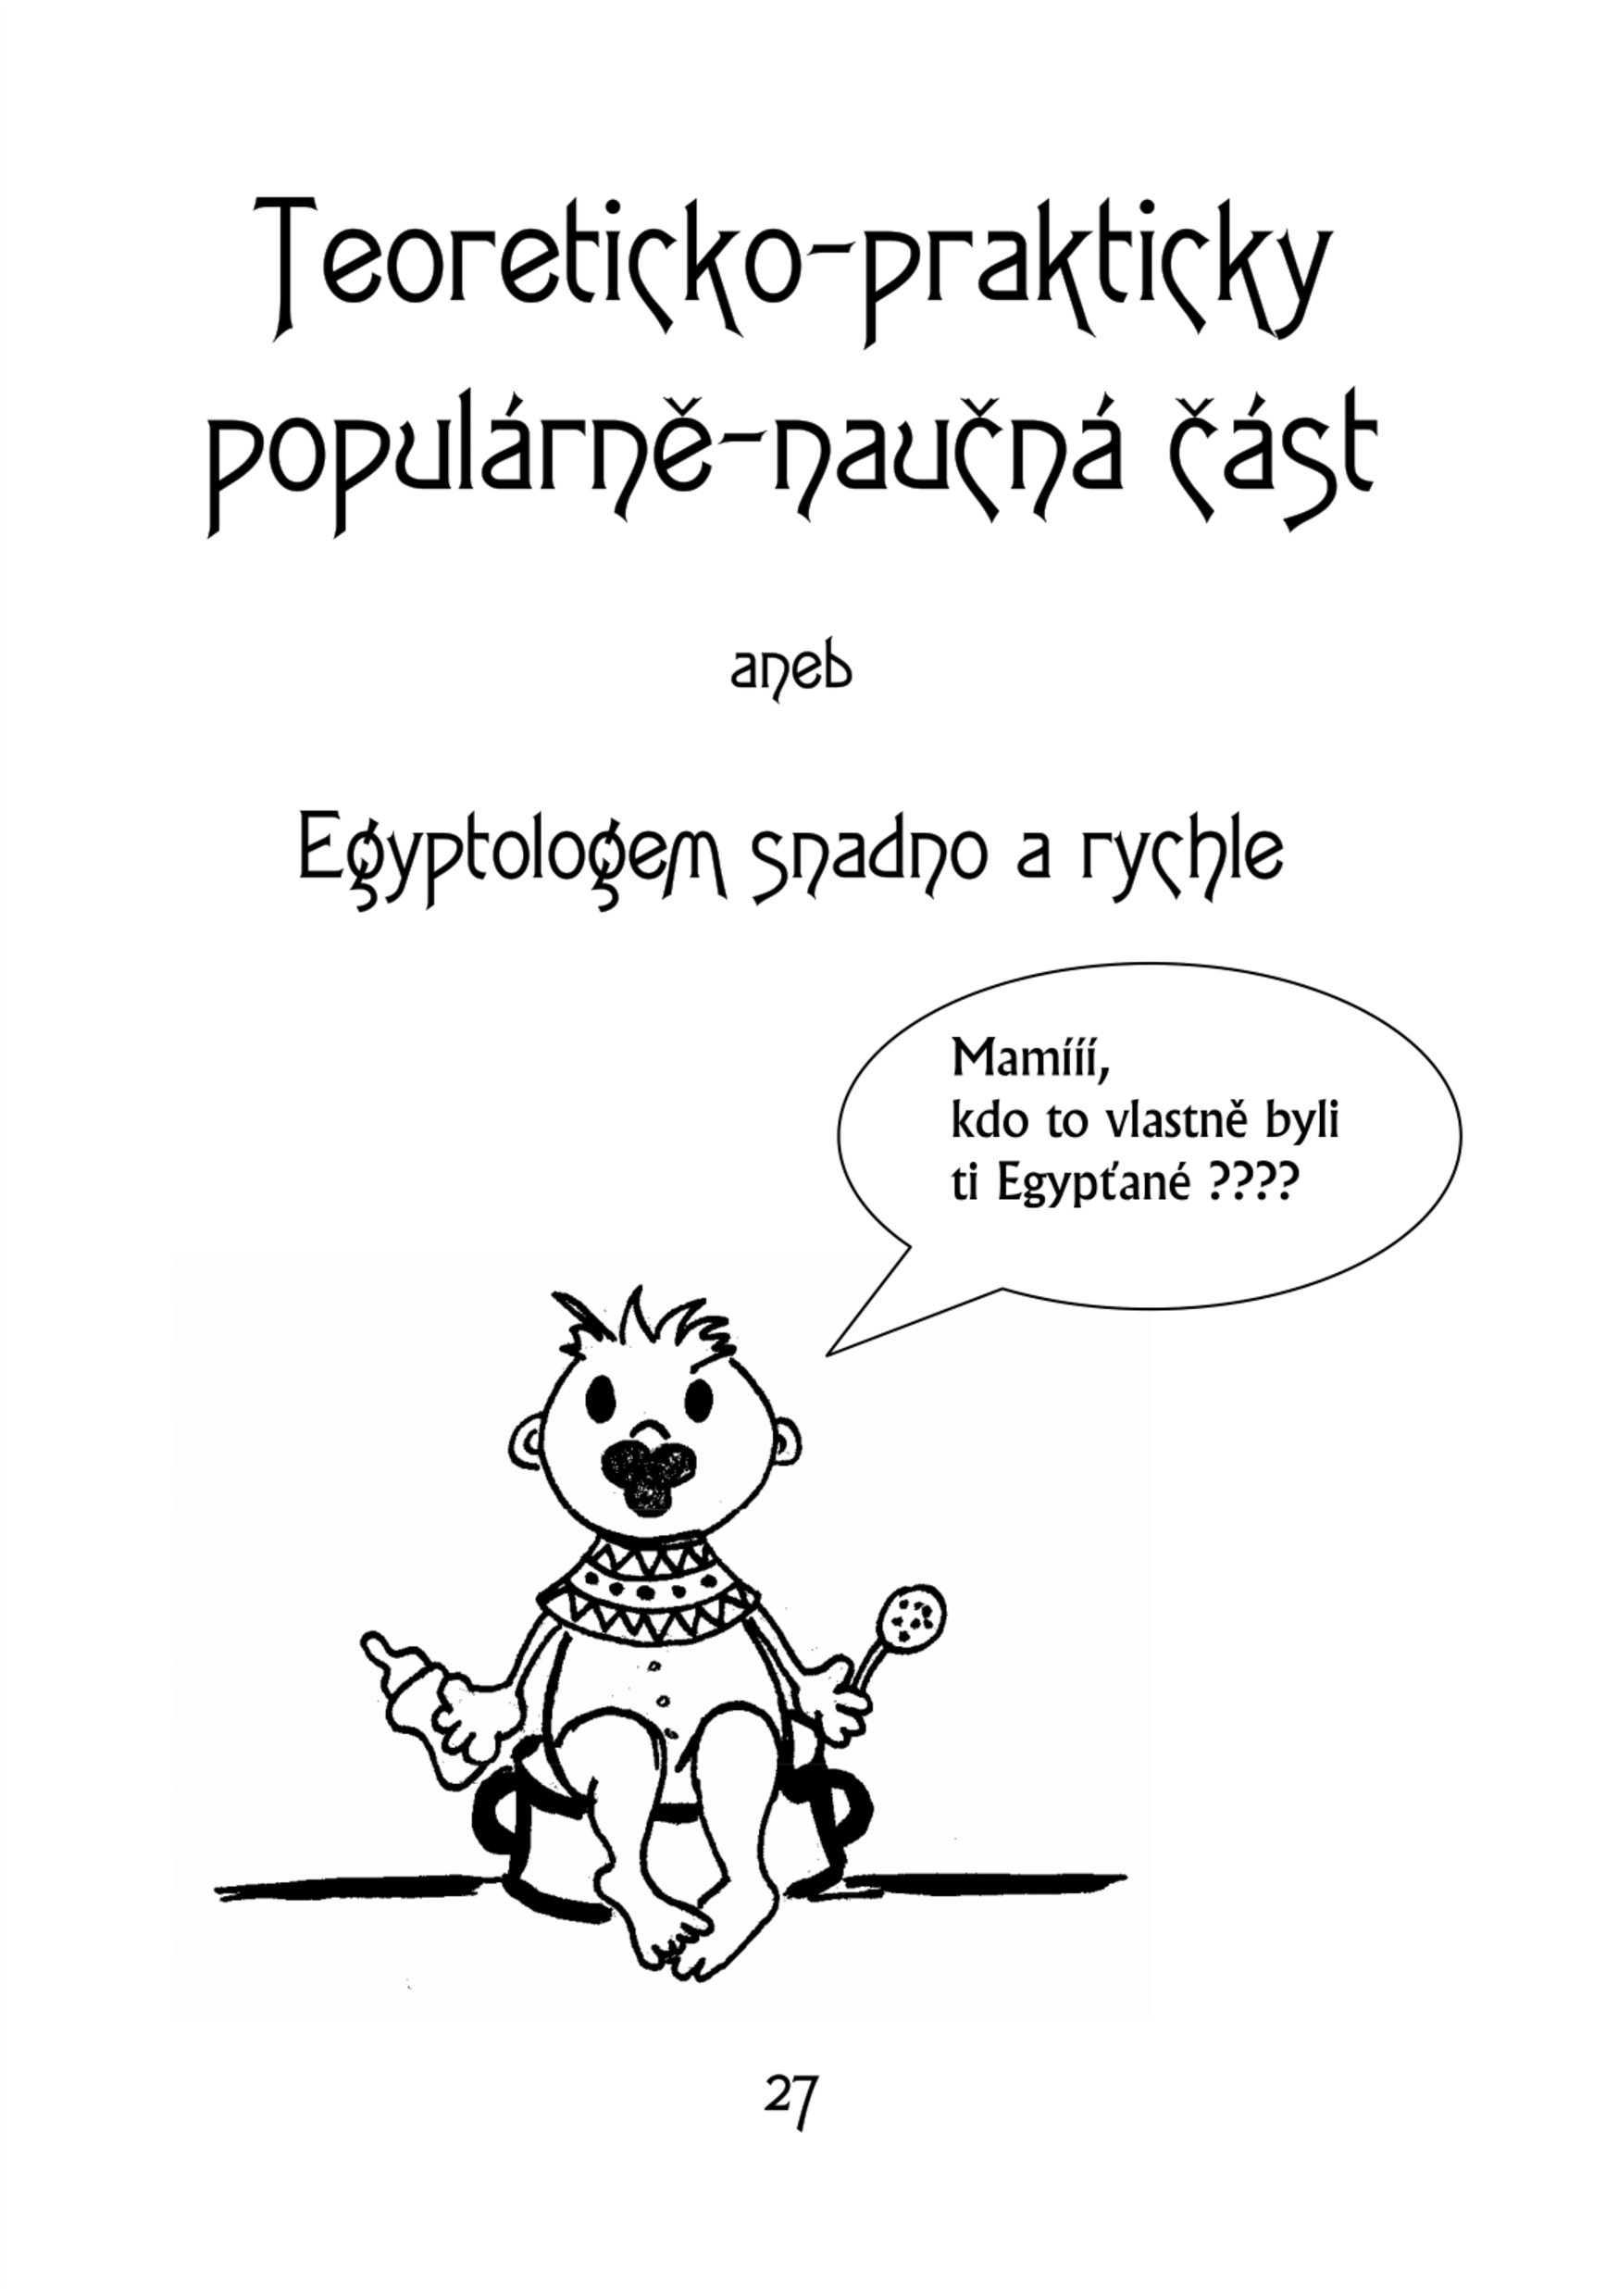 Teoreticko-prakticky
populárně-naučná část
aneb
Egyptologem snadno a rychle
Mamííí,
kdo to vlastně byli
ti Egypťané ????
27